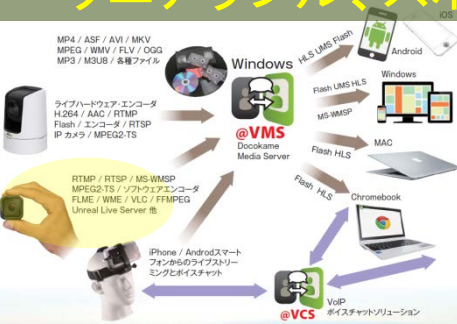 MP4 / ASF / AVI / MKV
MPEG / WMV / FLV / OGG
MP3 / M3U8 / 各種ファイル
ライブハードウェア・エンコーダ
H.264 / AAC / RTMP
Flash / エンコーダ / RTSP
IP カメラ / MPEG2-TS
RTMP / RTSP / MS-WMSP
MPEG2-TS / ソフトウェアエンコーダ
FLME / WME / VLC / FFMPEG
Unreal Live Server 他
iPhone / Androdスマート
フォンからのライブストリー
ミングとボイスチャット
Windows
@VMS
Docokame
Media Server
HLS UMS Flash
Flash UMS HLS
MS-WMSP
Flash HLS
Flash HLS
iOS
Android
Windows
MAC
Chromebook
@VCS
VoIP
ボイスチャットソリューション